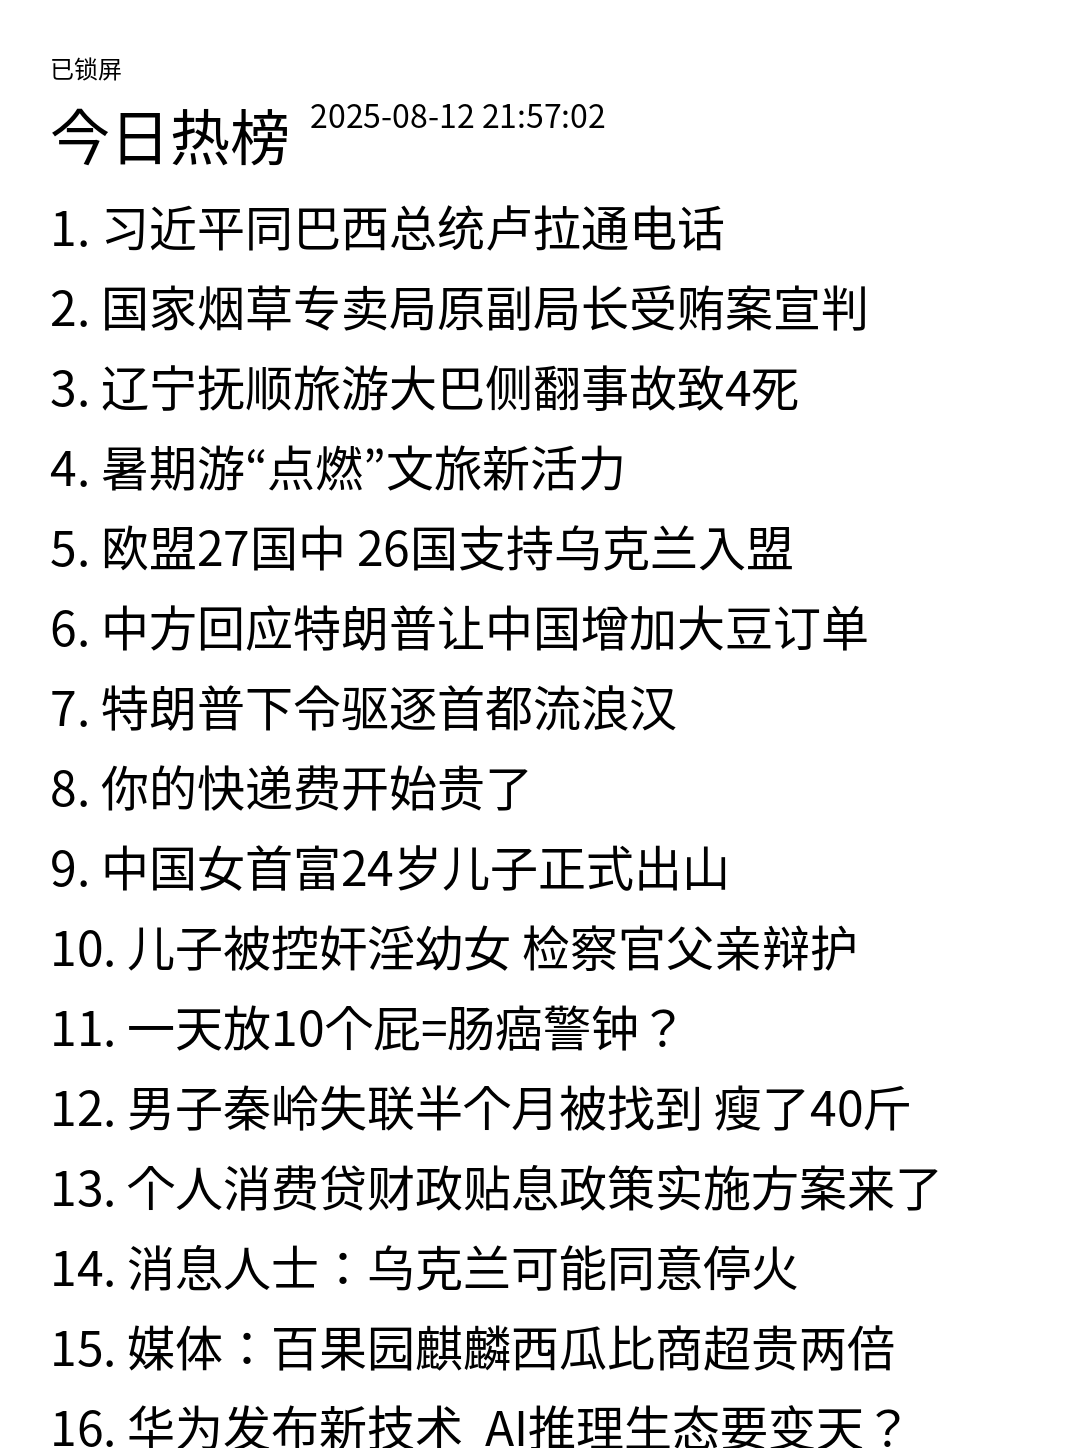 已锁屏
今日热榜 2025-08-12 21:57:02
1. 习近平同巴西总统卢拉通电话
2. 国家烟草专卖局原副局长受贿案宣判
3. 辽宁抚顺旅游大巴侧翻事故致4死
4. 暑期游“点燃”文旅新活力
5. 欧盟27国中 26国支持乌克兰入盟
6. 中方回应特朗普让中国增加大豆订单
7. 特朗普下令驱逐首都流浪汉
8. 你的快递费开始贵了
9. 中国女首富24岁儿子正式出山
10. 儿子被控奸淫幼女 检察官父亲辩护
11. 一天放10个屁=肠癌警钟？
12. 男子秦岭失联半个月被找到 瘦了40斤
13. 个人消费贷财政贴息政策实施方案来了
14. 消息人士：乌克兰可能同意停火
15. 媒体：百果园麒麟西瓜比商超贵两倍
16. 华为发布新技术  AI推理生态要变天？